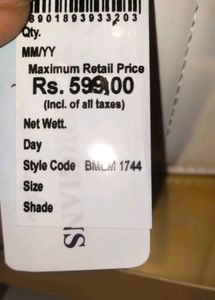 8901893933203
Qty.
MM/YY
Maximum Retail Price
Rs. 599.00
(Incl. of all taxes)
Net Wett.
Day
Style Code BMLM 1744
Size
Shade